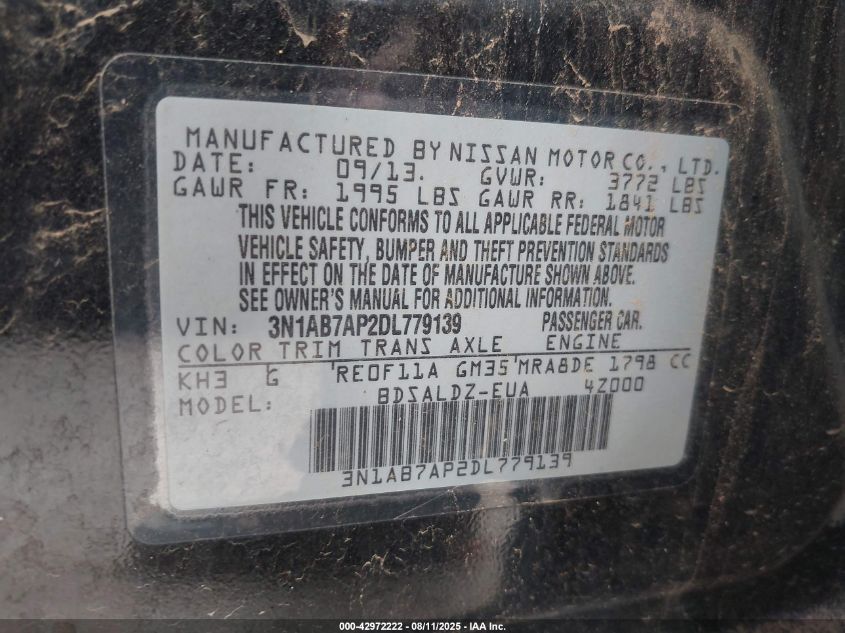 MANUFACTURED BY NISSAN MOTOR CO., LTD.
DATE: 09/13. GVWR: 3772 LBS
GAWR FR: 1995 LBS GAWR RR: 1841 LBS
THIS VEHICLE CONFORMS TO ALL APPLICABLE FEDERAL MOTOR
VEHICLE SAFETY, BUMPER AND THEFT PREVENTION STANDARDS
IN EFFECT ON THE DATE OF MANUFACTURE SHOWN ABOVE.
SEE OWNER'S MANUAL FOR ADDITIONAL INFORMATION.
VIN: 3N1AB7AP2DL779139 PASSENGER CAR.
COLOR TRIM TRANS AXLE ENGINE
KH3 G RE0F11A GM35 MRA8DE 1798 CC
MODEL: BDSALDZ-EUA 4Z000
3N1AB7AP2DL779139
000-42972222 - 08/11/2025 - IAA Inc.